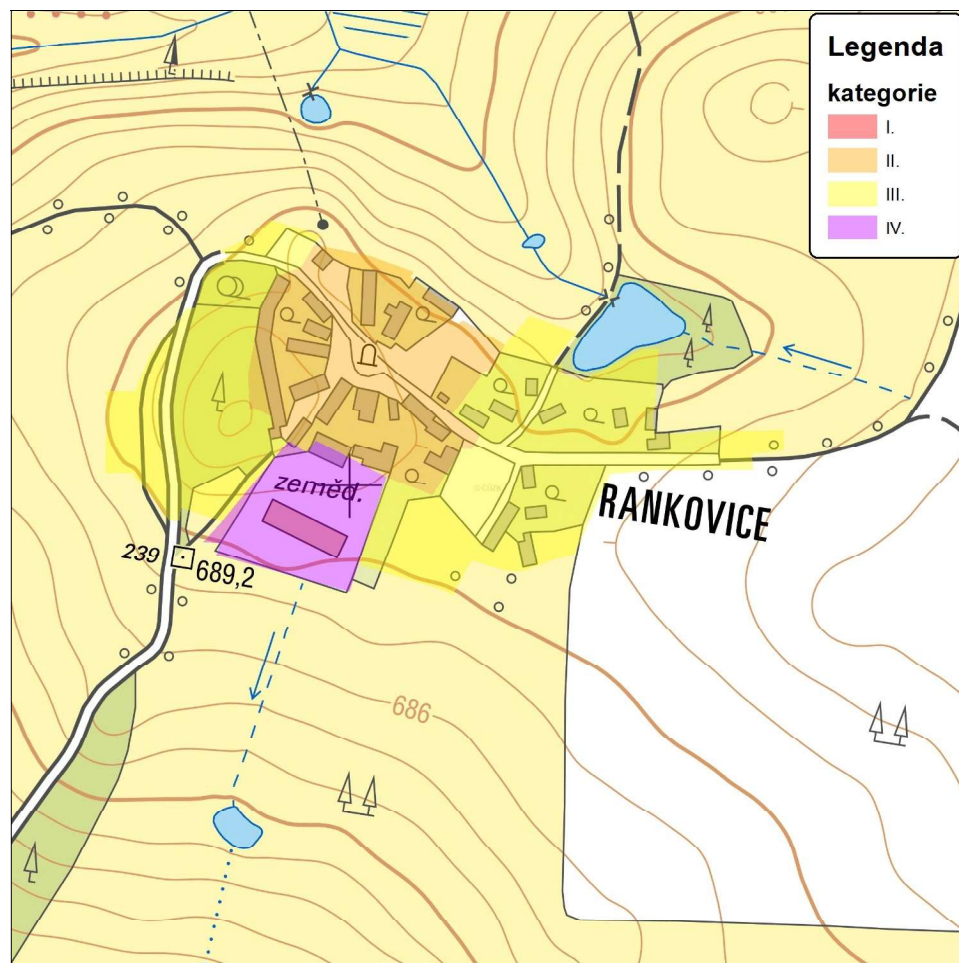 Legenda
kategorie
I.
II.
III.
IV.
zeměd.
RANKOVICE
239
689,2
686